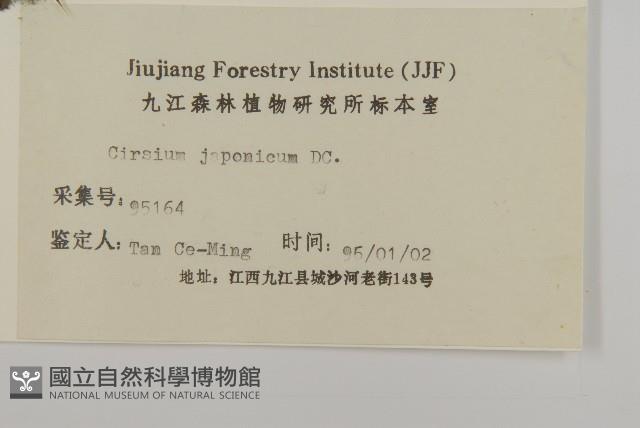 Jiujiang Forestry Institute (JJF)
九江森林植物研究所标本室
Cirsium japonicum DC.
采集号: 95164
鉴定人: Tan Ce-Ming 时间: 96/01/02
地址: 江西九江县城沙河老街143号
國立自然科學博物館
NATIONAL MUSEUM OF NATURAL SCIENCE